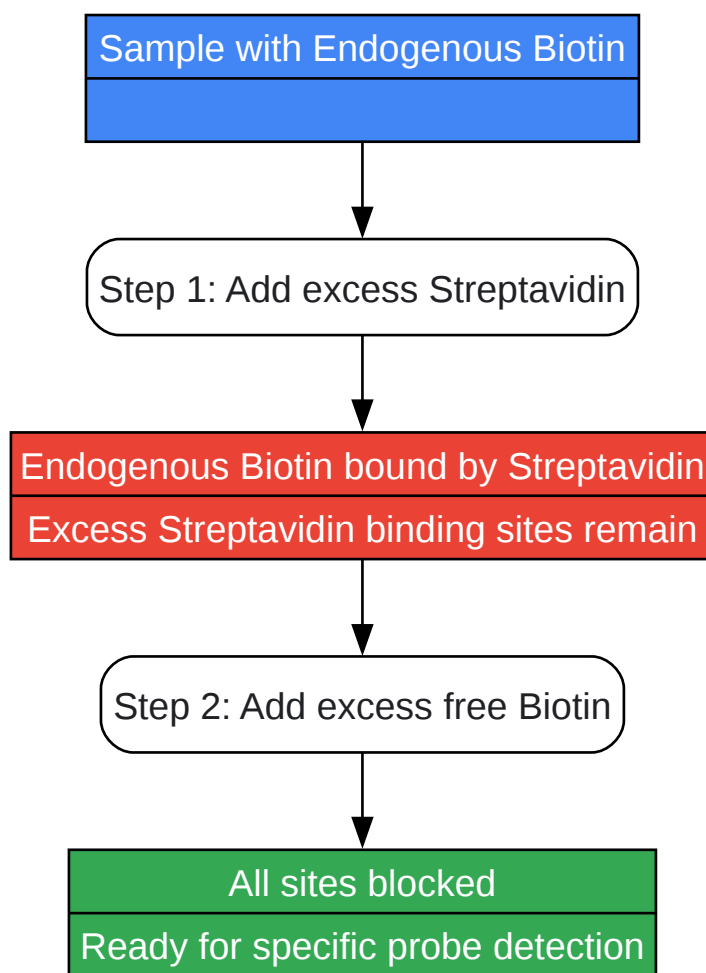 Sample with Endogenous Biotin
Step 1: Add excess Streptavidin
Endogenous Biotin bound by Streptavidin
Excess Streptavidin binding sites remain
Step 2: Add excess free Biotin
All sites blocked
Ready for specific probe detection